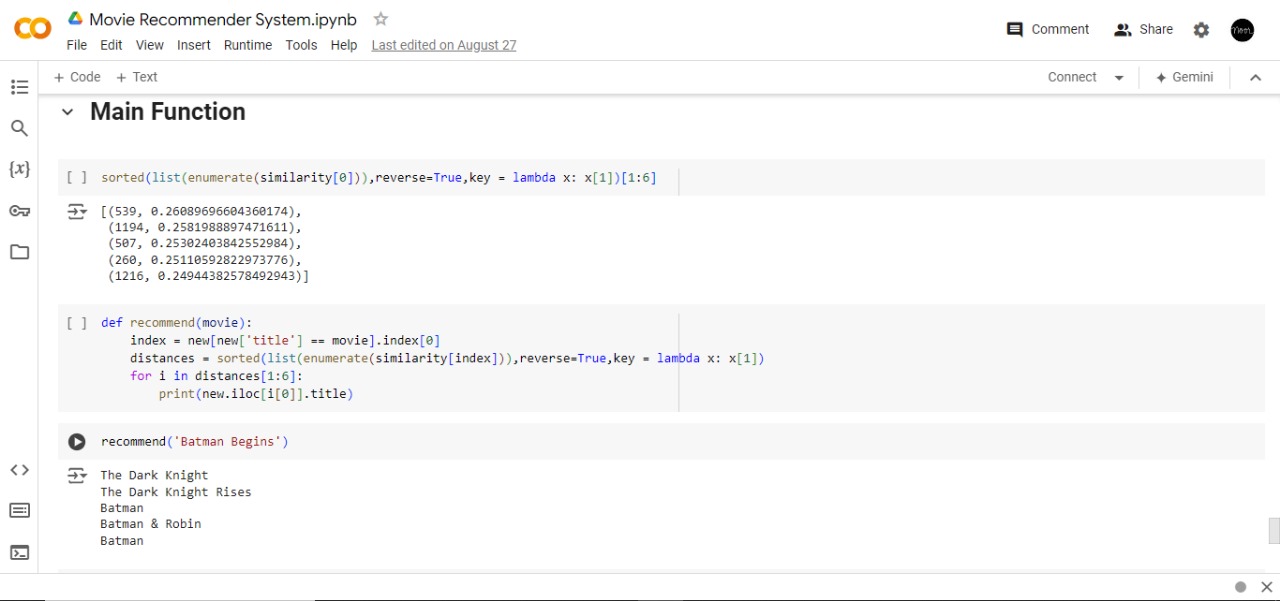 Movie Recommender System.ipynb
File Edit View Insert Runtime Tools Help Last edited on August 27
Comment Share
+ Code + Text
Connect Gemini
Main Function
[ ] sorted(list(enumerate(similarity[0])),reverse=True,key = lambda x: x[1])[1:6]
[(539, 0.26089696604360174),
(1194, 0.2581988897471611),
(507, 0.25302403842552984),
(260, 0.25110592822973776),
(1216, 0.24944382578492943)]
[ ] def recommend(movie):
index = new[new['title'] == movie].index[0]
distances = sorted(list(enumerate(similarity[index])),reverse=True,key = lambda x: x[1])
for i in distances[1:6]:
print(new.iloc[i[0]].title)
recommend('Batman Begins')
The Dark Knight
The Dark Knight Rises
Batman
Batman & Robin
Batman